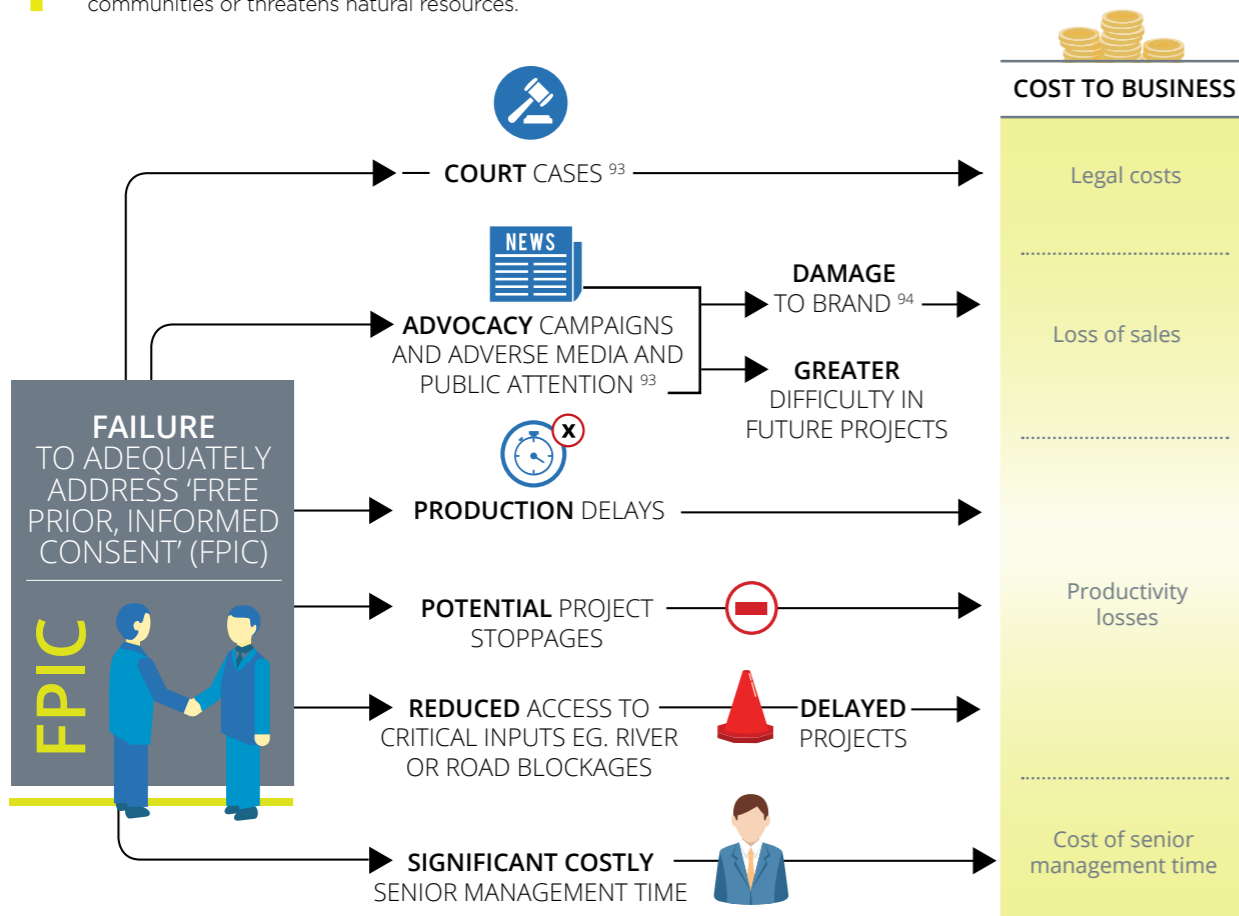 communities or threatens natural resources.
COST TO BUSINESS
COURT CASES 93
Legal costs
NEWS
ADVOCACY CAMPAIGNS
AND ADVERSE MEDIA AND
PUBLIC ATTENTION 93
DAMAGE
TO BRAND 94
GREATER
DIFFICULTY IN
FUTURE PROJECTS
Loss of sales
FAILURE
TO ADEQUATELY
ADDRESS ‘FREE
PRIOR, INFORMED
CONSENT’ (FPIC)
FPIC
X
PRODUCTION DELAYS
POTENTIAL PROJECT
STOPPAGES
Productivity
losses
REDUCED ACCESS TO
CRITICAL INPUTS EG. RIVER
OR ROAD BLOCKAGES
DELAYED
PROJECTS
SIGNIFICANT COSTLY
SENIOR MANAGEMENT TIME
Cost of senior
management time